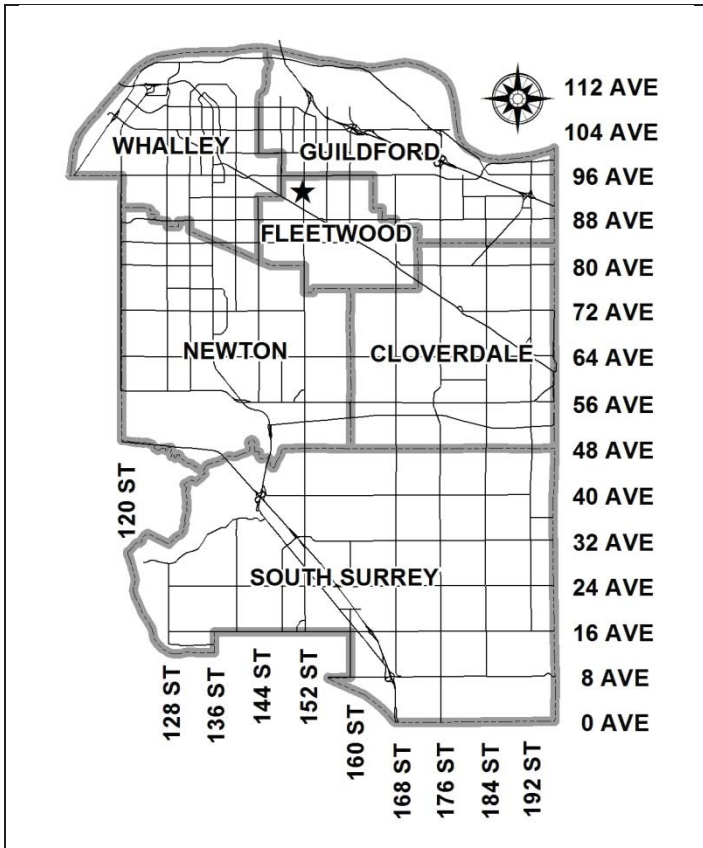 112 AVE
104 AVE
WHALLEY
GUILDFORD
96 AVE
88 AVE
FLEETWOOD
80 AVE
72 AVE
NEWTON
CLOVERDALE
64 AVE
56 AVE
48 AVE
120 ST
40 AVE
32 AVE
SOUTH SURREY
24 AVE
16 AVE
128 ST
136 ST
144 ST
152 ST
160 ST
8 AVE
0 AVE
168 ST
176 ST
184 ST
192 ST